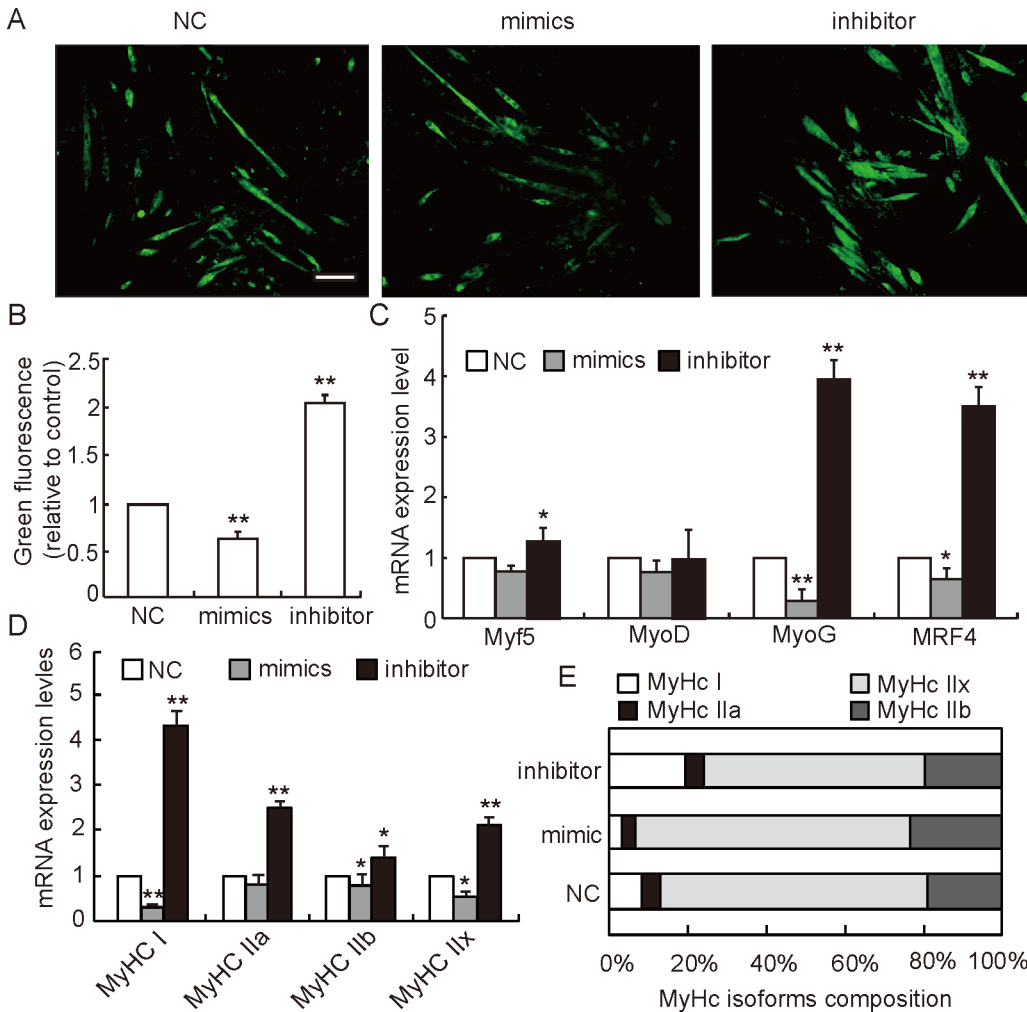 A
NC
mimics
inhibitor
B
Green fluorescence
(relative to control)
2.5
2
1
0.5
0
**
**
NC
mimics
inhibitor
C
mRNA expression level
5
4
3
2
1
0
NC
mimics
inhibitor
*
**
**
*
**
Myf5
MyoD
MyoG
MRF4
D
mRNA expression levles
6
5
4
3
2
1
0
NC
mimics
inhibitor
**
**
**
*
*
*
**
MyHC I
MyHC IIa
MyHC IIb
MyHC IIx
E
MyHc I
MyHc IIx
MyHc IIa
MyHc IIb
inhibitor
mimic
NC
0%
20%
40%
60%
80%
100%
MyHc isoforms composition